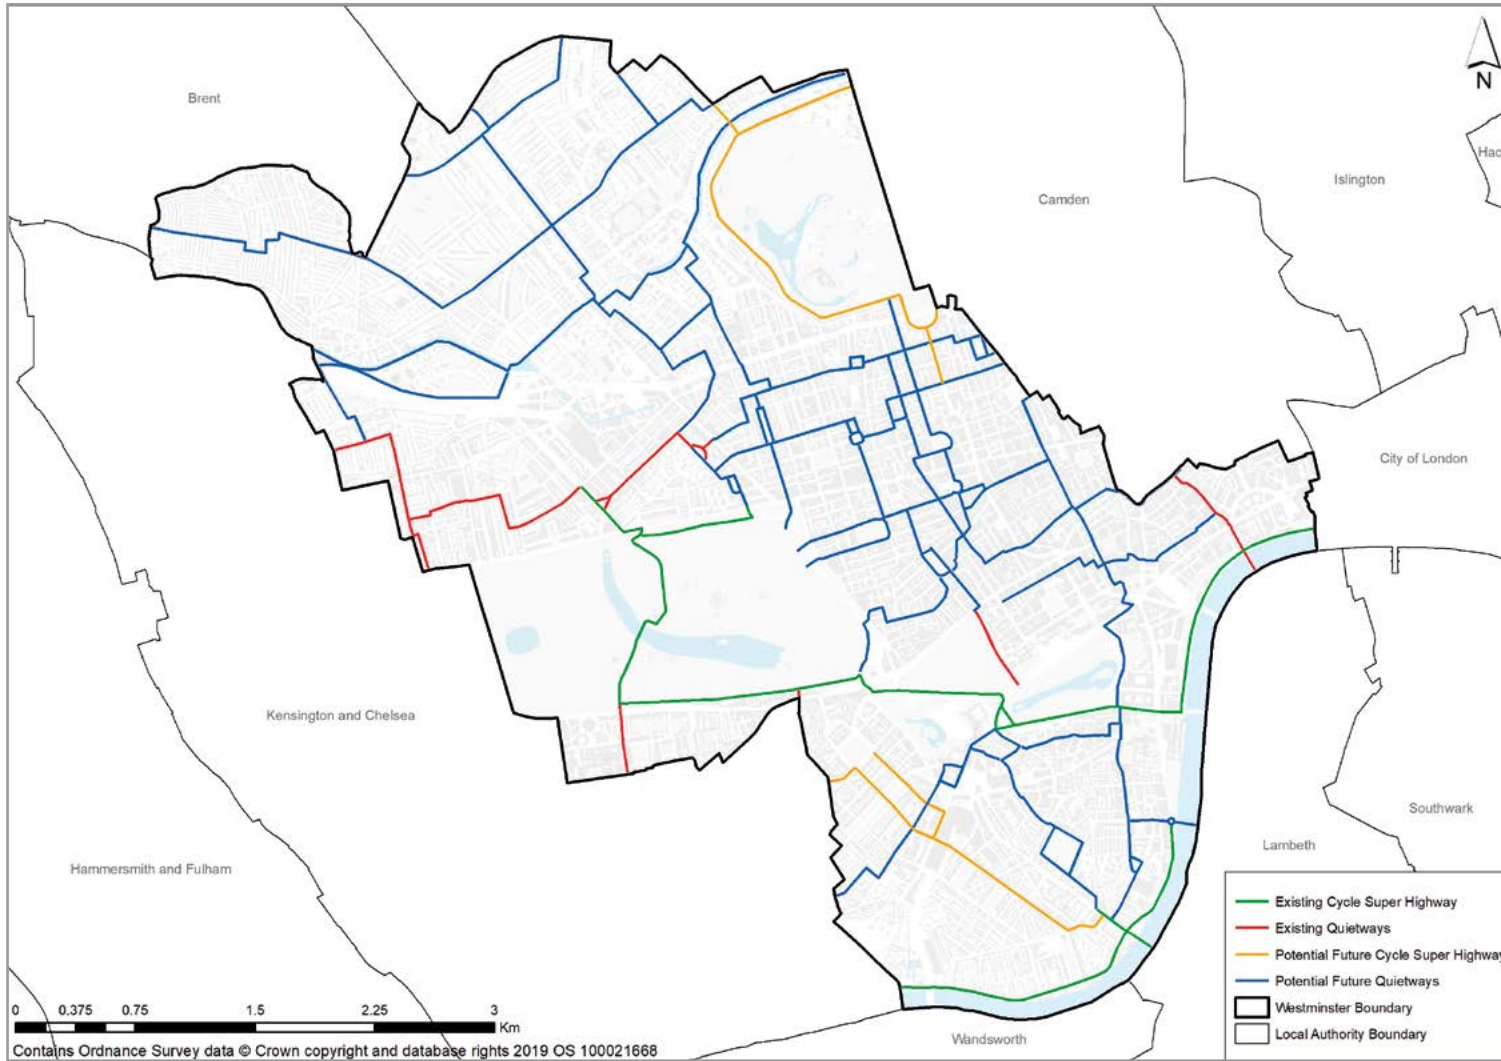 N
Brent
Hac
Islington
Camden
City of London
Kensington and Chelsea
Southwark
Lambeth
Hammersmith and Fulham
Existing Cycle Super Highway
Existing Quietways
Potential Future Cycle Super Highway
Potential Future Quietways
Westminster Boundary
Local Authority Boundary
0 0.375 0.75 1.5 2.25 3
Km
Wandsworth
Contains Ordnance Survey data © Crown copyright and database rights 2019 OS 100021668